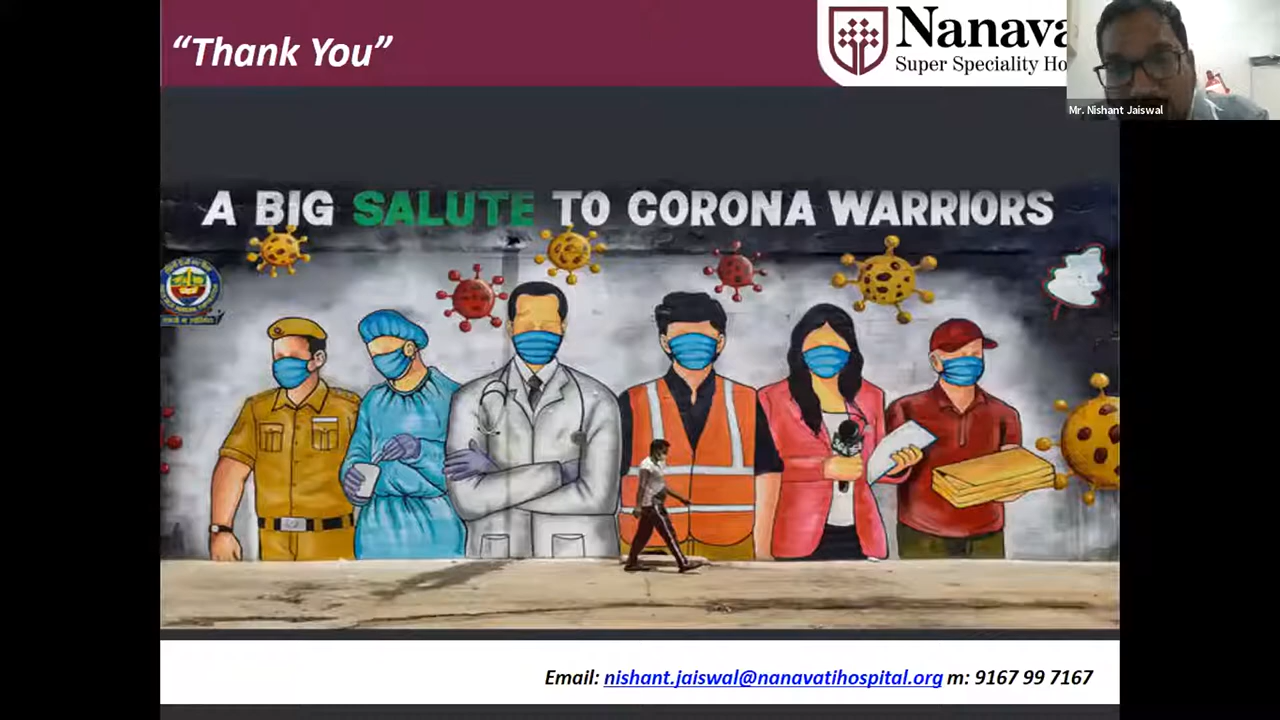 “Thank You”
Nanava
Super Speciality Ho
Mr. Nishant Jaiswal
A BIG SALUTE TO CORONA WARRIORS
Email: nishant.jaiswal@nanavatihospital.org m: 9167 99 7167